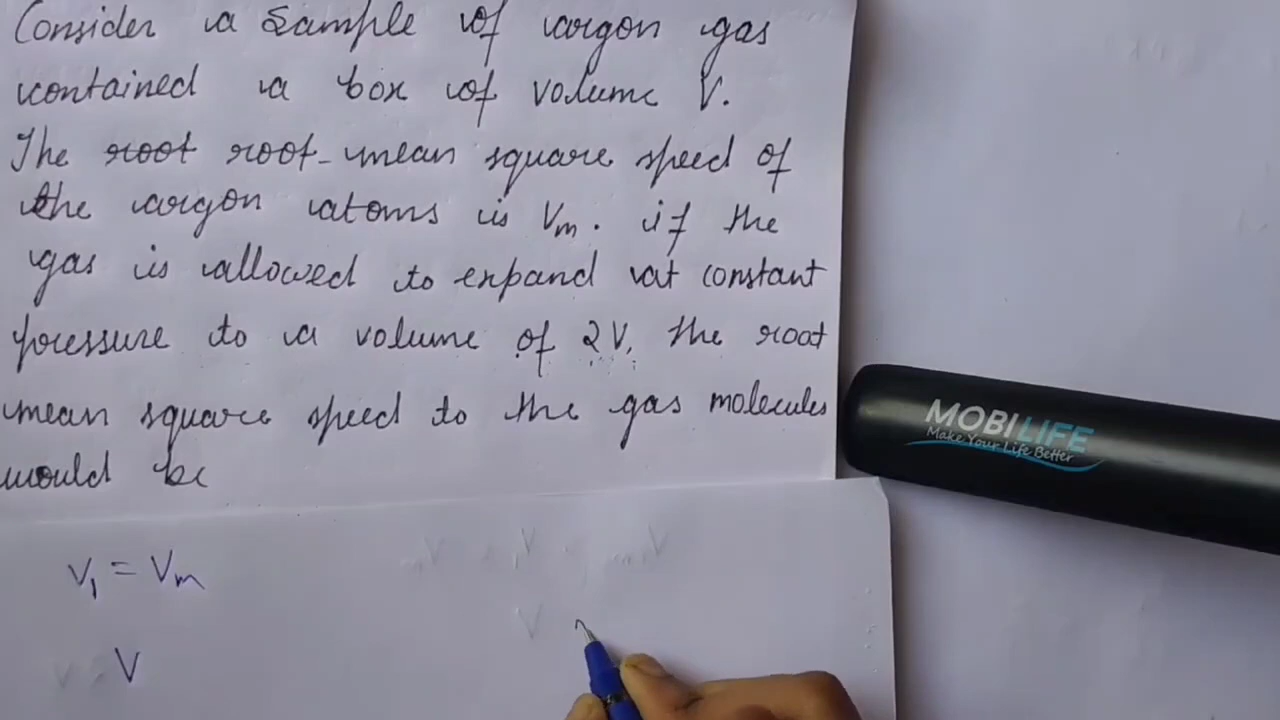 Consider a sample of argon gas
contained a box of volume V.
The root root-mean square speed of
the argon atoms is Vm. if the
gas is allowed to expand at constant
pressure to a volume of 2V, the root
mean square speed to the gas molecules
would be
MOBILIFE
Make Your Life Better
V₁ = Vm
V